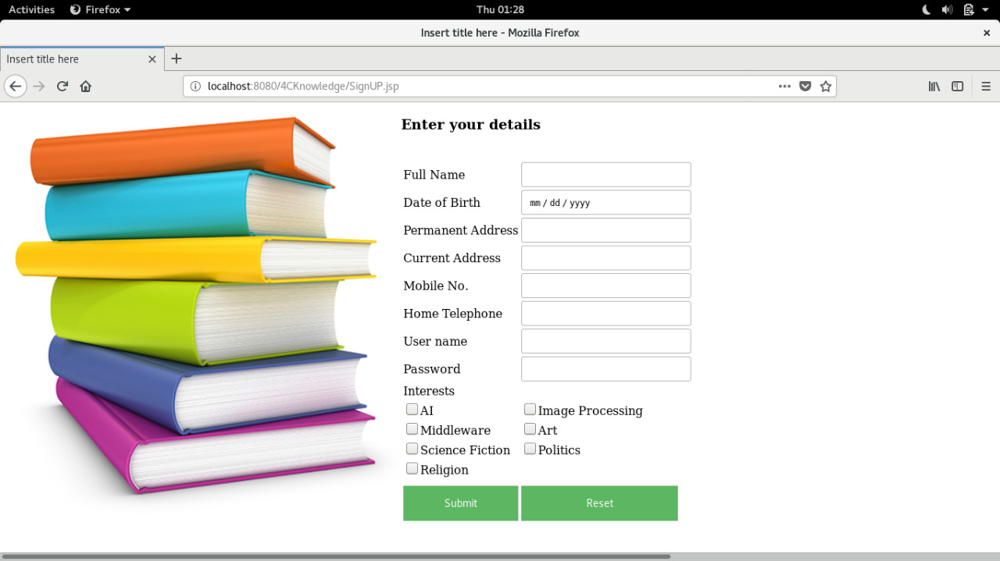 Activities Firefox Thu 01:28
Insert title here - Mozilla Firefox
Insert title here
localhost:8080/4CKnowledge/SignUP.jsp
Enter your details
Full Name
Date of Birth mm / dd / yyyy
Permanent Address
Current Address
Mobile No.
Home Telephone
User name
Password
Interests
AI Image Processing
Middleware Art
Science Fiction Politics
Religion
Submit Reset